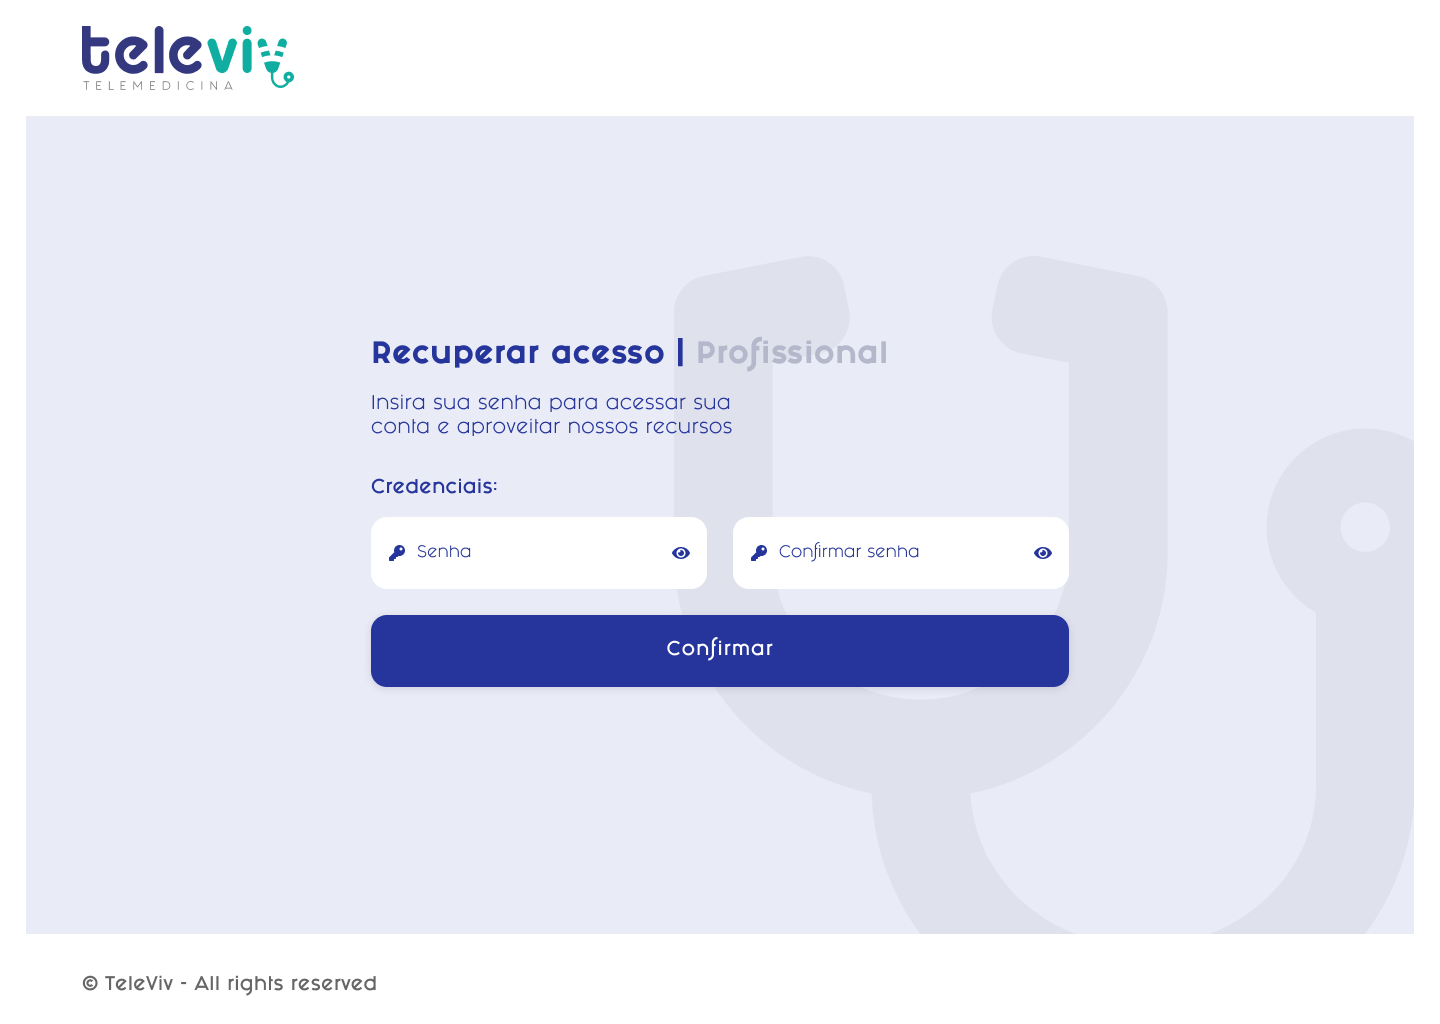 televiv
TELEMEDICINA
Recuperar acesso | Profissional
Insira sua senha para acessar sua
conta e aproveitar nossos recursos
Credenciais:
Senha
Confirmar senha
Confirmar
© TeleViv - All rights reserved